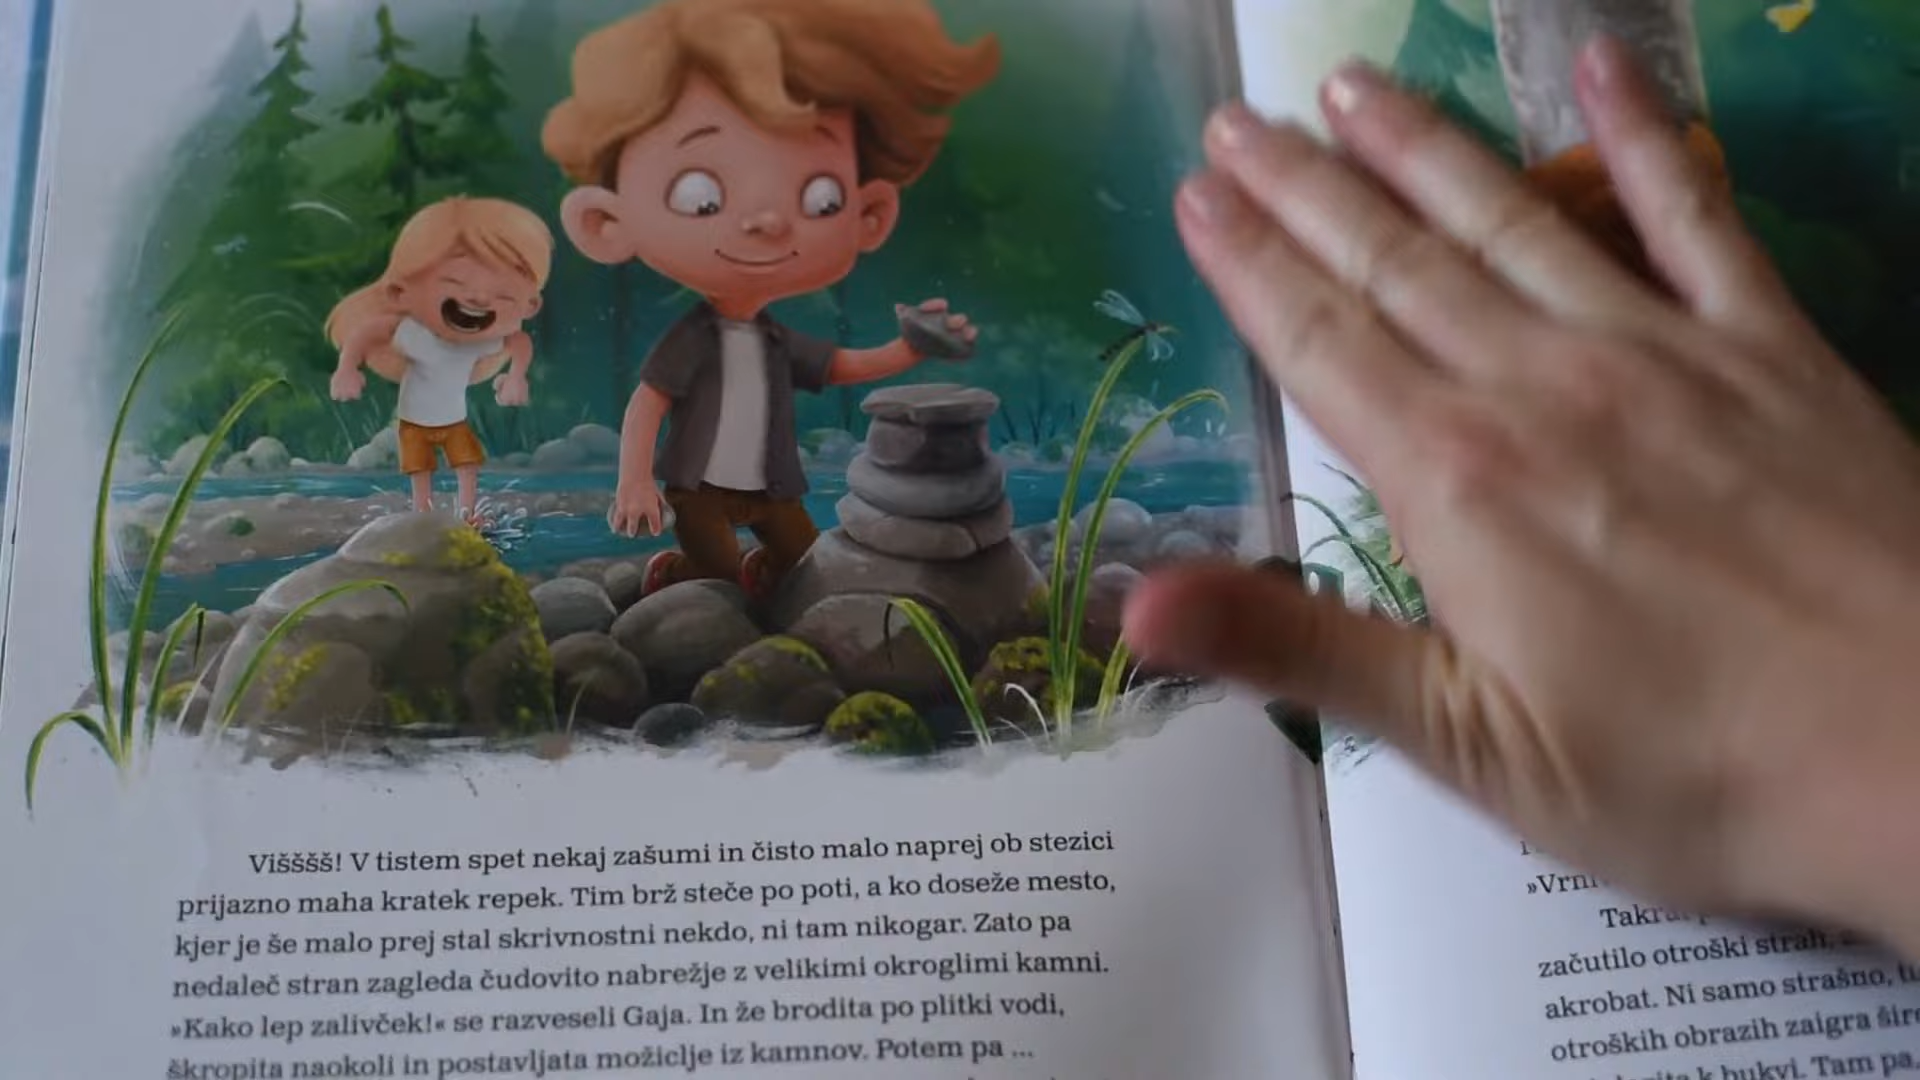 Viššśš! V tistem spet nekaj zašumi in čisto malo naprej ob stezici
prijazno maha kratek repek. Tim brž steče po poti, a ko doseže mesto,
kjer je še malo prej stal skrivnostni nekdo, ni tam nikogar. Zato pa
nedaleč stran zagleda čudovito nabrežje z velikimi okroglimi kamni.
»Kako lep zalivček!« se razveseli Gaja. In že brodita po plitki vodi,
škropita naokoli in postavljata možiclje iz kamnov. Potem pa ...
začutilo otroški strah,
akrobat. Ni samo strašno,
otroških obrazih zaigra
k bukvi. Tam pa,